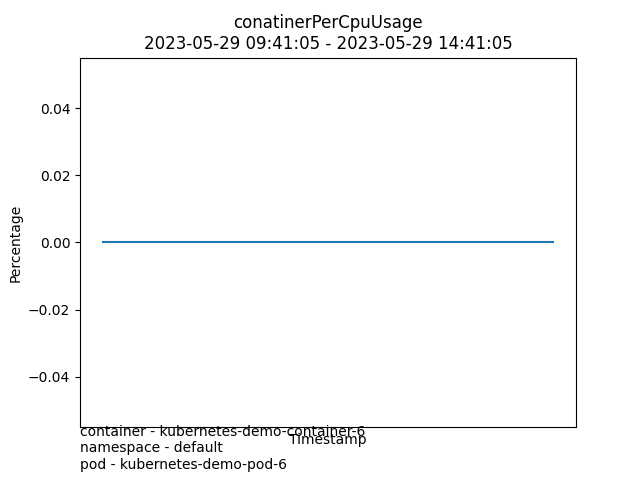 conatinerPerCpuUsage
2023-05-29 09:41:05 - 2023-05-29 14:41:05
0.04
0.02
0.00
−0.02
−0.04
Percentage
Timestamp
container - kubernetes-demo-container-6
namespace - default
pod - kubernetes-demo-pod-6